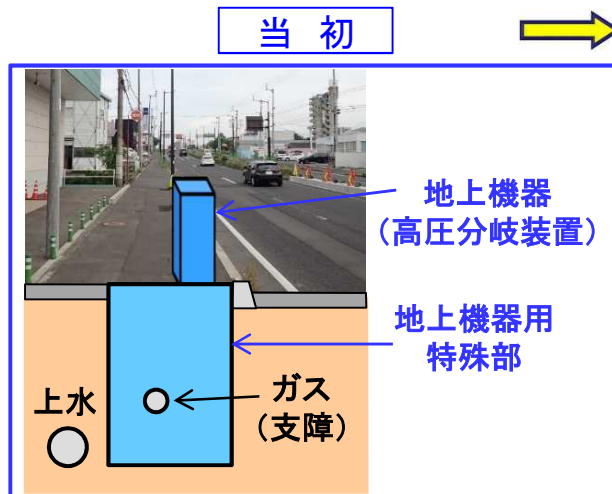 当 初
地上機器
(高圧分岐装置)
地上機器用
特殊部
上水
ガス
(支障)